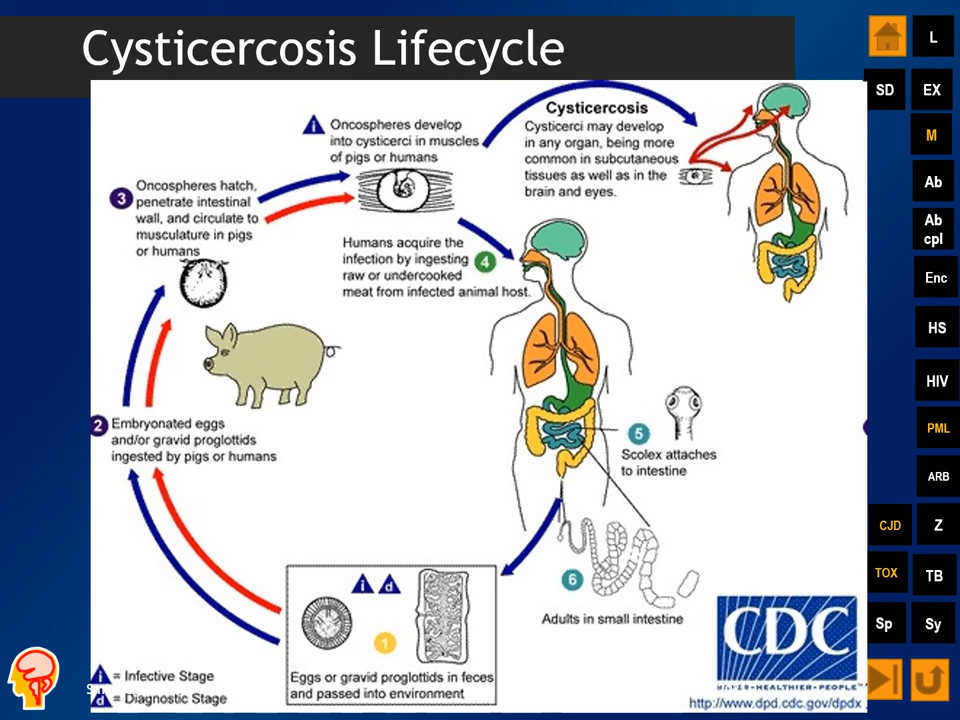 Cysticercosis Lifecycle
L
SD
EX
M
Ab
Ab
cpl
Enc
HS
HIV
PML
ARB
CJD
Z
TOX
TB
Sp
Sy
i
Oncospheres develop
into cysticerci in muscles
of pigs or humans
Cysticercosis
Cysticerci may develop
in any organ, being more
common in subcutaneous
tissues as well as in the
brain and eyes.
3
Oncospheres hatch,
penetrate intestinal
wall, and circulate to
musculature in pigs
or humans
Humans acquire the
infection by ingesting
raw or undercooked
meat from infected animal host.
4
2
Embryonated eggs
and/or gravid proglottids
ingested by pigs or humans
5
Scolex attaches
to intestine
6
Adults in small intestine
i d
1
Eggs or gravid proglottids in feces
and passed into environment
i = Infective Stage
d = Diagnostic Stage
CDC
SAFER • HEALTHIER • PEOPLE™
http://www.dpd.cdc.gov/dpdx